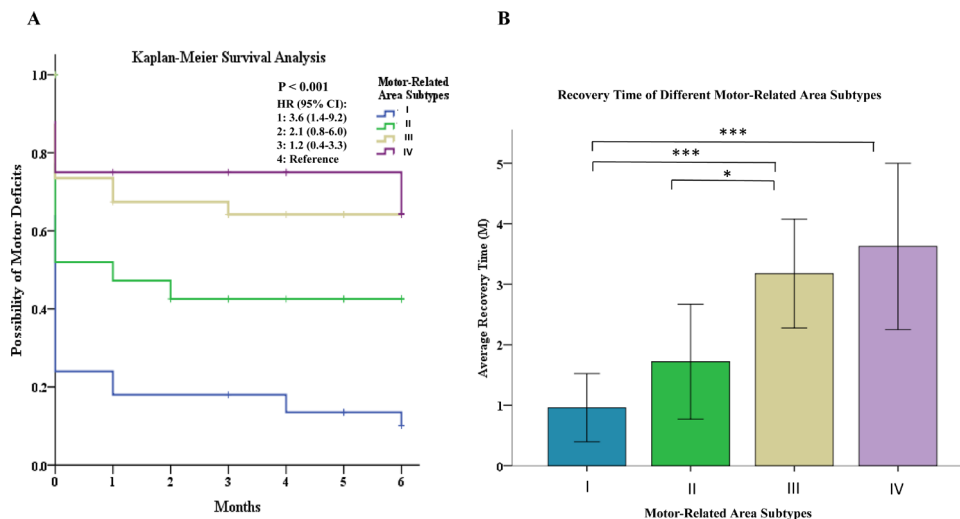 A
Kaplan-Meier Survival Analysis
P < 0.001
HR (95% CI):
1: 3.6 (1.4-9.2)
2: 2.1 (0.8-6.0)
3: 1.2 (0.4-3.3)
4: Reference
Motor-Related
Area Subtypes
I
II
III
IV
Possibility of Motor Deficits
1.0
0.8
0.6
0.4
0.2
0.0
0 1 2 3 4 5 6
Months
B
Recovery Time of Different Motor-Related Area Subtypes
***
***
*
Average Recovery Time (M)
5
4
3
2
1
0
I II III IV
Motor-Related Area Subtypes